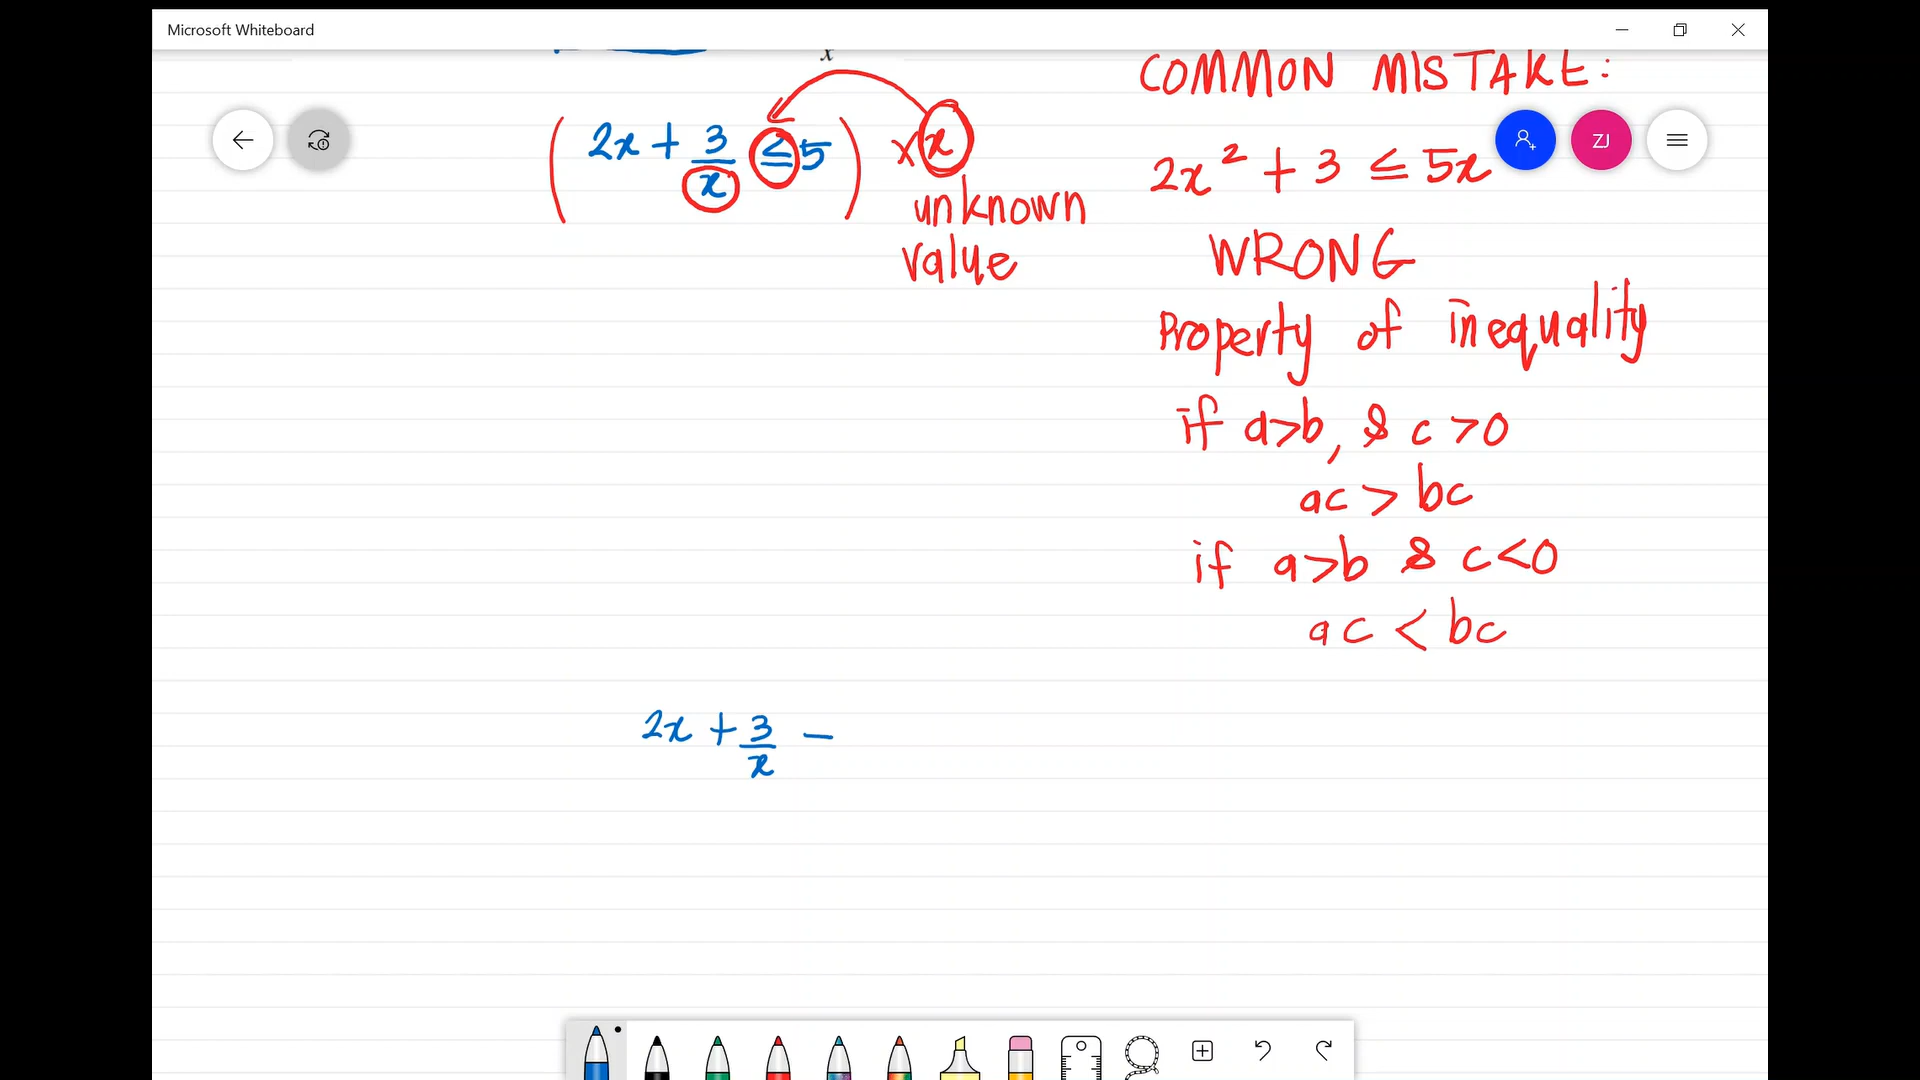 Microsoft Whiteboard
x
COMMON MISTAKE:
( 2x + 3/x ≤ 5 ) × x
unknown
value
ZJ
2x² + 3 ≤ 5x
WRONG
Property of inequality
if a>b, & c >0
ac > bc
if a>b & c<0
ac < bc
2x + 3/x −